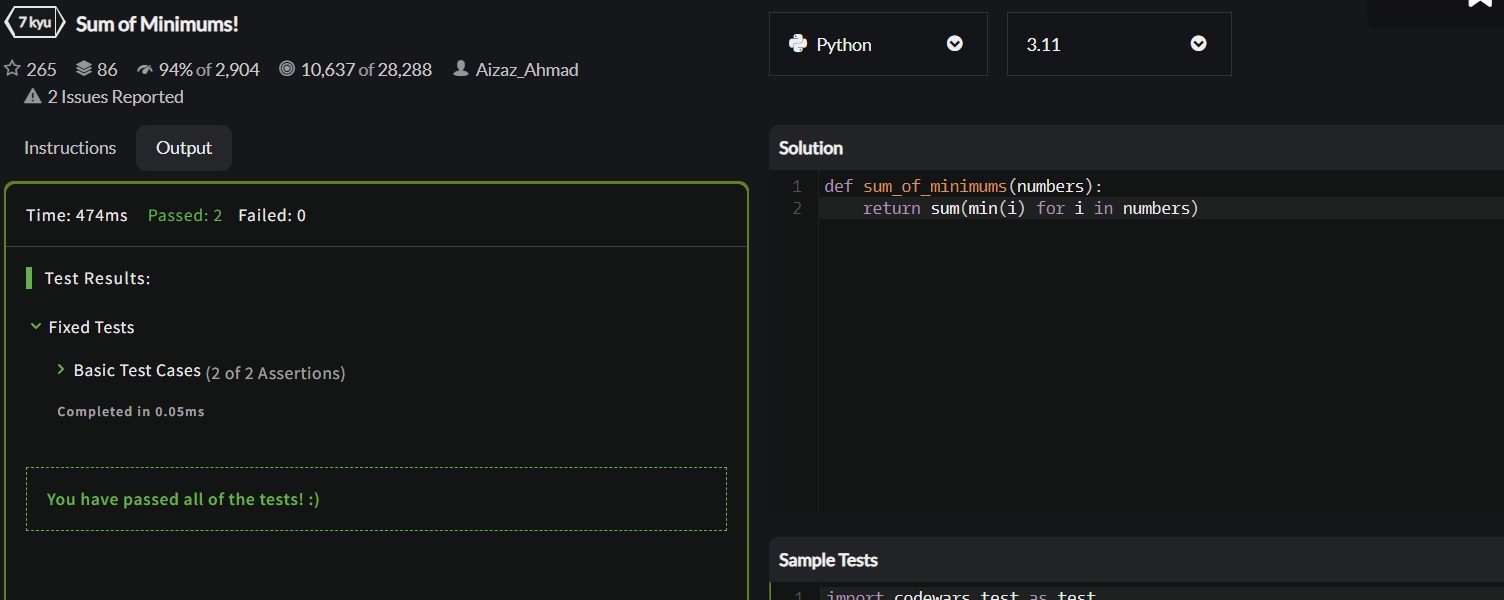 7 kyu Sum of Minimums!
265 86 94% of 2,904 10,637 of 28,288 Aizaz_Ahmad
2 Issues Reported
Instructions Output
Time: 474ms Passed: 2 Failed: 0
Test Results:
Fixed Tests
Basic Test Cases (2 of 2 Assertions)
Completed in 0.05ms
You have passed all of the tests! :)
Python 3.11
Solution
1 def sum_of_minimums(numbers):
2 return sum(min(i) for i in numbers)
Sample Tests
1 import codewars_test as test